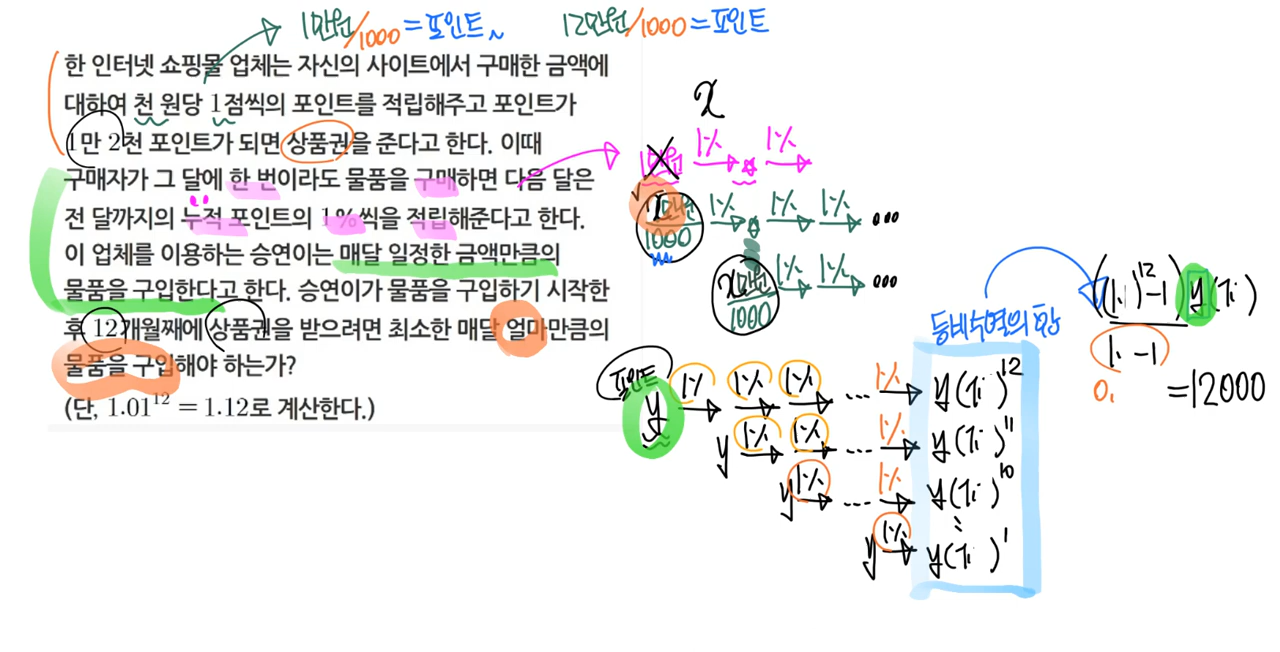 1만원/1000 = 포인트 12만원/1000 = 포인트
한 인터넷 쇼핑몰 업체는 자신의 사이트에서 구매한 금액에
대하여 천 원당 1점씩의 포인트를 적립해주고 포인트가
1만 2천 포인트가 되면 상품권을 준다고 한다. 이때
구매자가 그 달에 한 번이라도 물품을 구매하면 다음 달은
전 달까지의 누적 포인트의 1%씩을 적립해준다고 한다.
이 업체를 이용하는 승연이는 매달 일정한 금액만큼의
물품을 구입한다고 한다. 승연이가 물품을 구입하기 시작한
후 12개월째에 상품권을 받으려면 최소한 매달 얼마만큼의
물품을 구입해야 하는가?
(단, 1.01¹² = 1.12로 계산한다.)
x
1% 1%
1000 1% 1% 1% ...
1000 1% 1% ...
등비수열의 합
포인트
y 1% 1% 1% ... 1%
y 1% 1% ... 1%
y 1% ... 1%
y 1%
= 12000